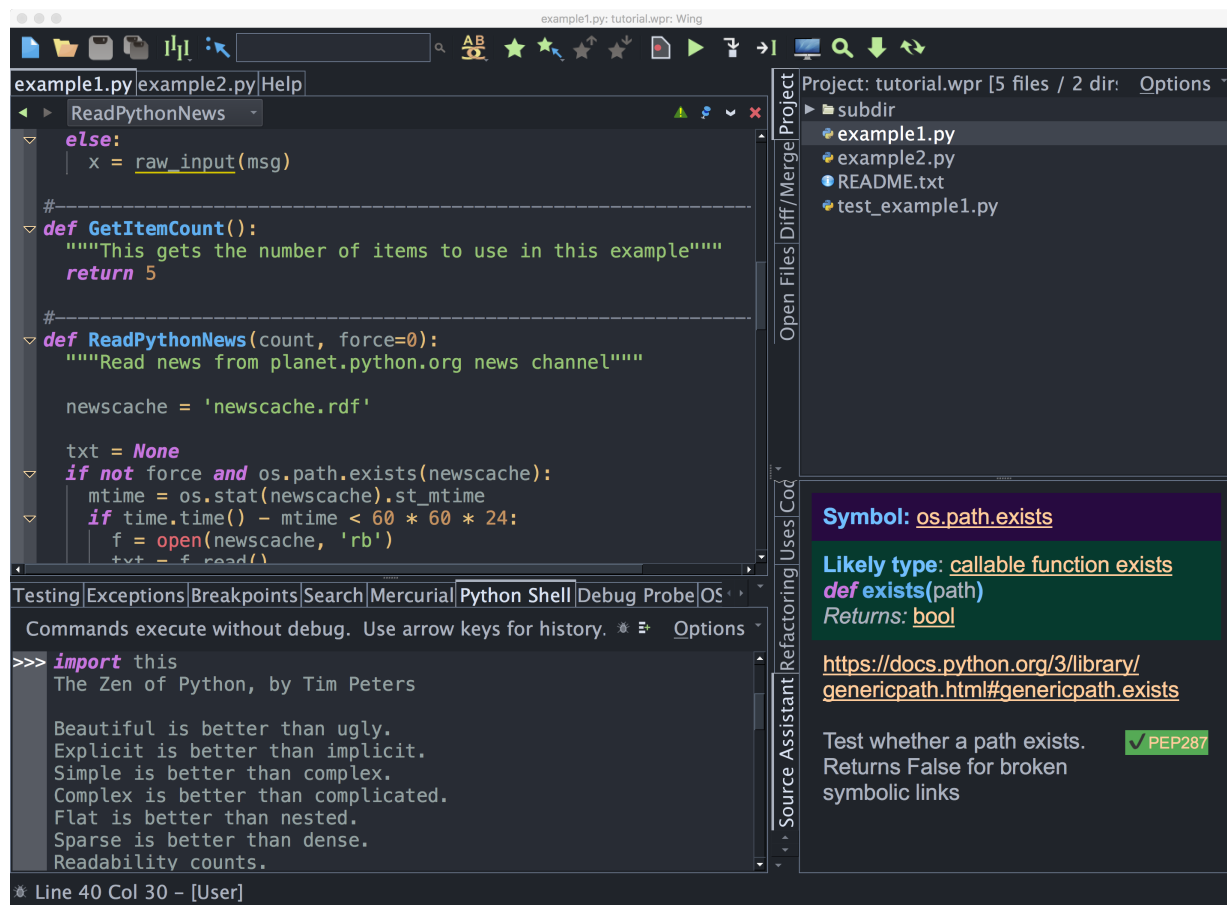 example1.py: tutorial.wpr: Wing
AB
example1.py example2.py Help
ReadPythonNews
else:
x = raw_input(msg)
#
def GetItemCount():
"""This gets the number of items to use in this example"""
return 5
#
def ReadPythonNews(count, force=0):
"""Read news from planet.python.org news channel"""
newscache = 'newscache.rdf'
txt = None
if not force and os.path.exists(newscache):
mtime = os.stat(newscache).st_mtime
if time.time() - mtime < 60 * 60 * 24:
f = open(newscache, 'rb')
txt = f.read()
Project
Diff/Merge
Open Files
Project: tutorial.wpr [5 files / 2 dirs Options
subdir
example1.py
example2.py
README.txt
test_example1.py
Testing Exceptions Breakpoints Search Mercurial Python Shell Debug Probe OS
Commands execute without debug. Use arrow keys for history. Options
>>> import this
The Zen of Python, by Tim Peters
Beautiful is better than ugly.
Explicit is better than implicit.
Simple is better than complex.
Complex is better than complicated.
Flat is better than nested.
Sparse is better than dense.
Readability counts.
Uses
Refactoring
Source Assistant
Symbol: os.path.exists
Likely type: callable function exists
def exists(path)
Returns: bool
https://docs.python.org/3/library/
genericpath.html#genericpath.exists
Test whether a path exists. ✓PEP287
Returns False for broken
symbolic links
Line 40 Col 30 – [User]